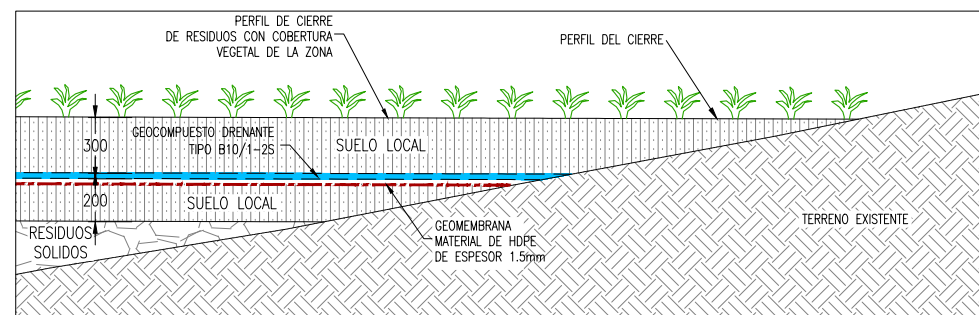 PERFIL DE CIERRE
DE RESIDUOS CON COBERTURA
VEGETAL DE LA ZONA
PERFIL DEL CIERRE
300
GEOCOMPUESTO DRENANTE
TIPO B10/1-2S
SUELO LOCAL
200
SUELO LOCAL
RESIDUOS
SOLIDOS
GEOMEMBRANA
MATERIAL DE HDPE
DE ESPESOR 1.5mm
TERRENO EXISTENTE